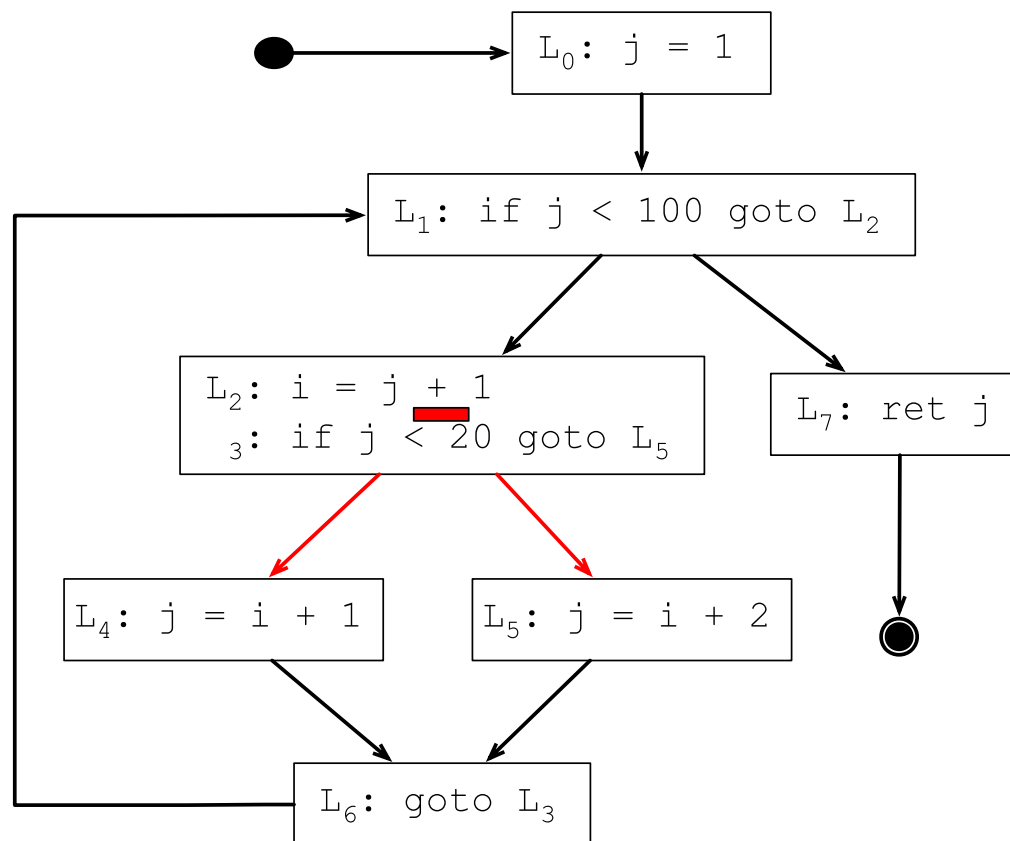 L₀: j = 1
L₁: if j < 100 goto L₂
L₂: i = j + 1
₃: if j < 20 goto L₅
L₇: ret j
L₄: j = i + 1
L₅: j = i + 2
L₆: goto L₃